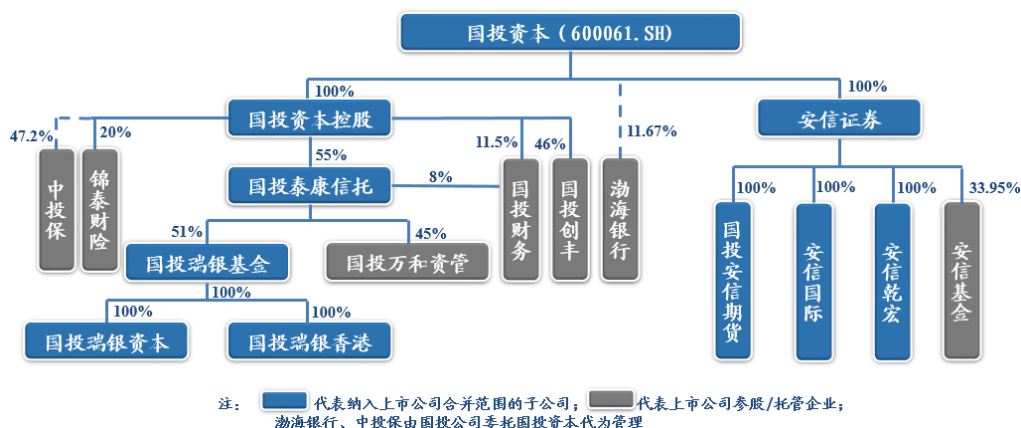 国投资本（600061.SH)
100%
100%
国投资本控股
安信证券
47.2%
20%
11.5%
46%
11.67%
55%
中投保
锦泰财险
国投泰康信托
8%
国投财务
国投创丰
渤海银行
100%
100%
100%
33.95%
国投安信期货
安信国际
安信乾宏
安信基金
51%
45%
国投瑞银基金
国投万和资管
100%
100%
100%
国投瑞银资本
国投瑞银香港
注： 代表纳入上市公司合并范围的子公司； 代表上市公司参股/托管企业；
渤海银行、中投保由国投公司委托国投资本代为管理